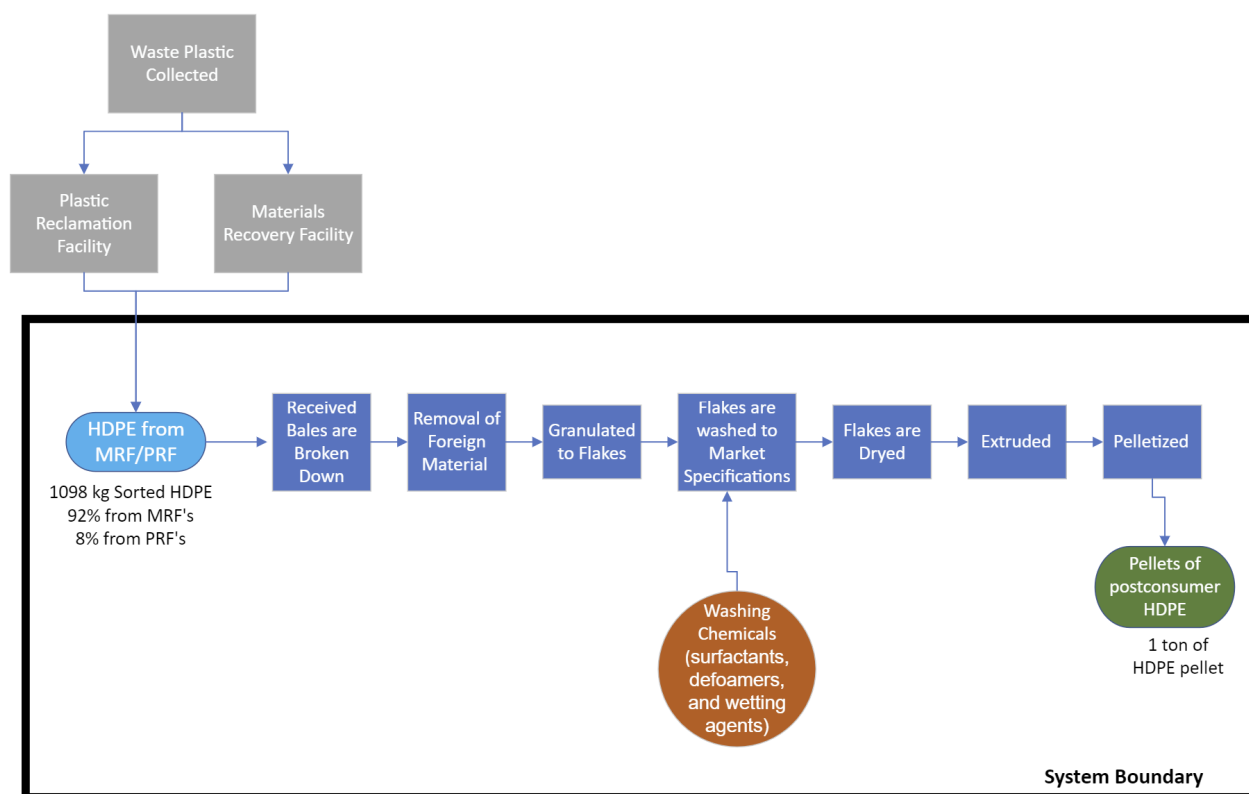 Waste Plastic
Collected
Plastic
Reclamation
Facility
Materials
Recovery Facility
HDPE from
MRF/PRF
1098 kg Sorted HDPE
92% from MRF's
8% from PRF's
Received
Bales are
Broken
Down
Removal of
Foreign
Material
Granulated
to Flakes
Flakes are
washed to
Market
Specifications
Flakes are
Dryed
Extruded
Pelletized
Washing
Chemicals
(surfactants,
defoamers,
and wetting
agents)
Pellets of
postconsumer
HDPE
1 ton of
HDPE pellet
System Boundary